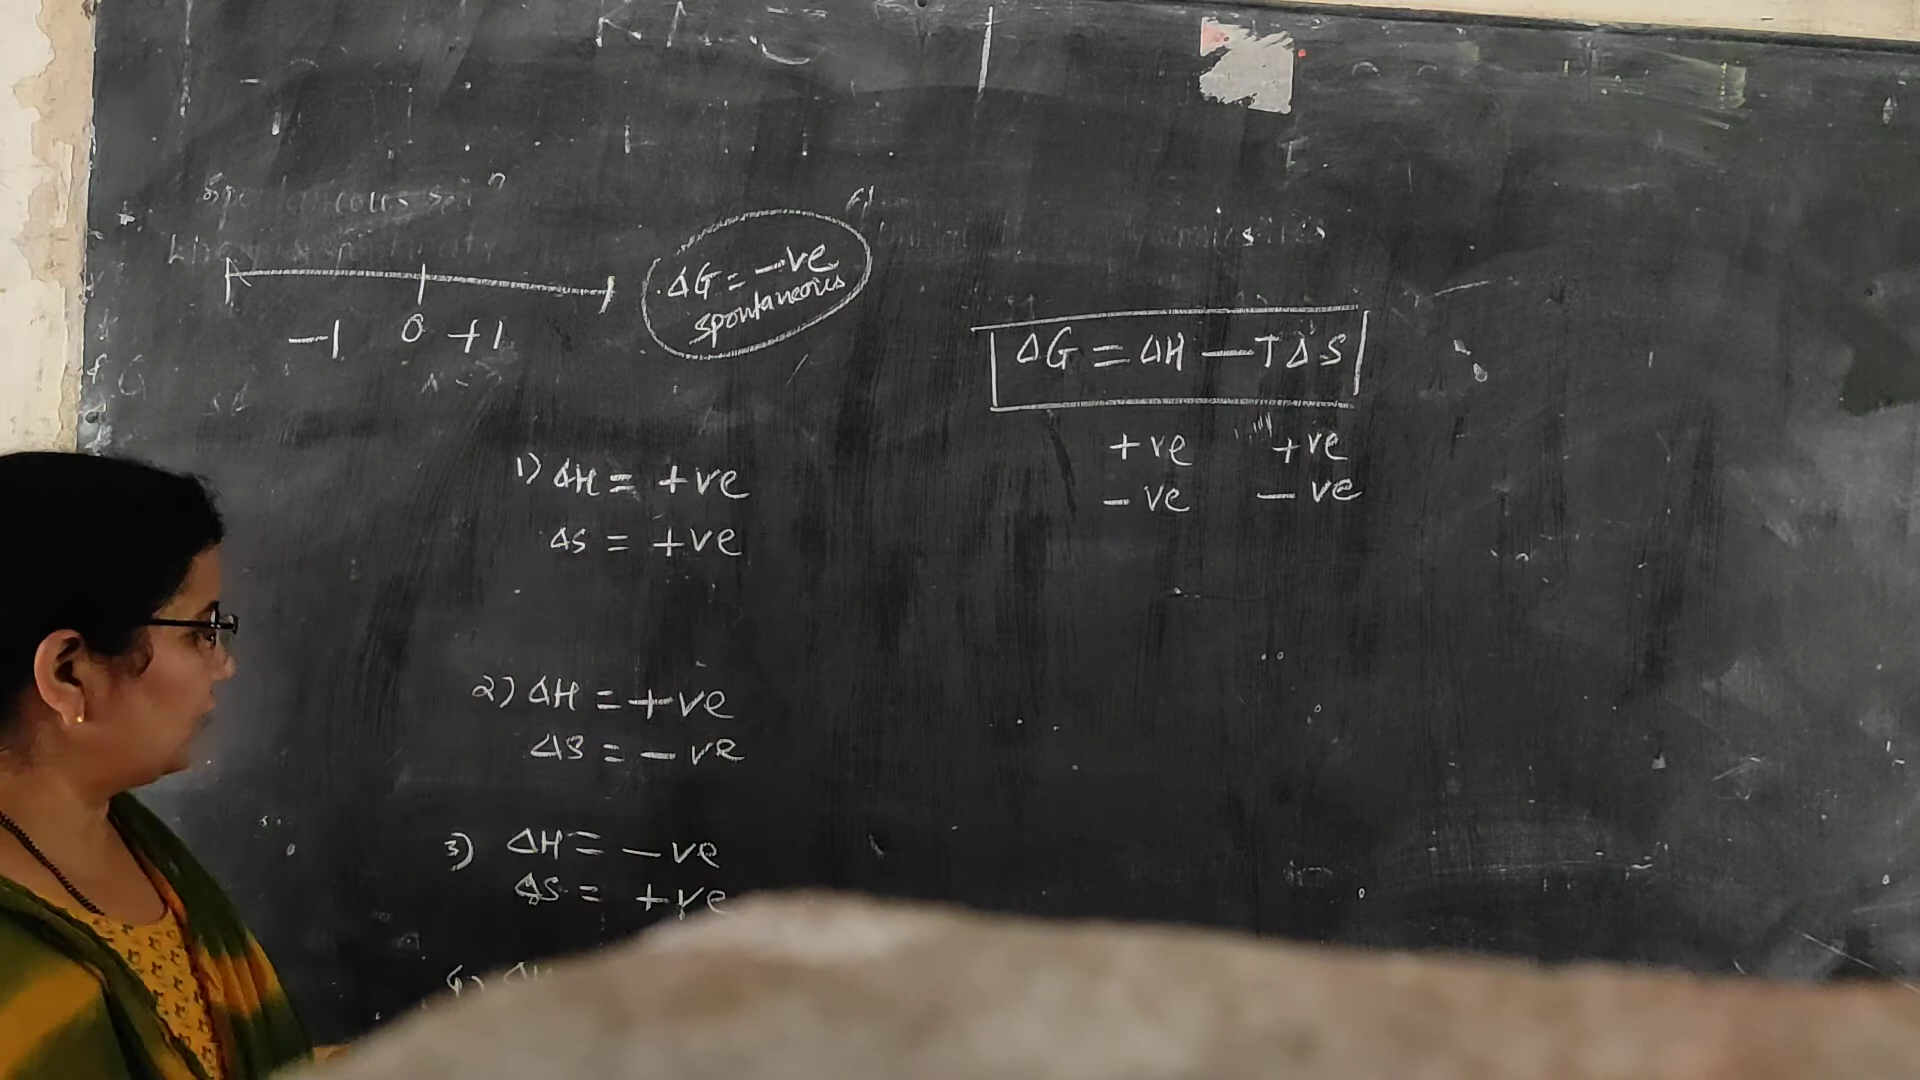 -1 0 +1
ΔG = -ve
spontaneous
ΔG = ΔH - TΔS
+ve +ve
-ve -ve
1) ΔH = +ve
ΔS = +ve
2) ΔH = +ve
ΔS = -ve
3) ΔH = -ve
ΔS = +ve